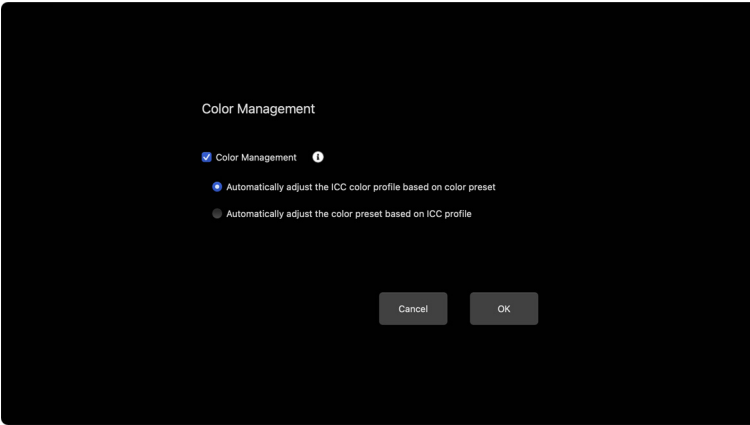 Color Management
Color Management
Automatically adjust the ICC color profile based on color preset
Automatically adjust the color preset based on ICC profile
Cancel OK